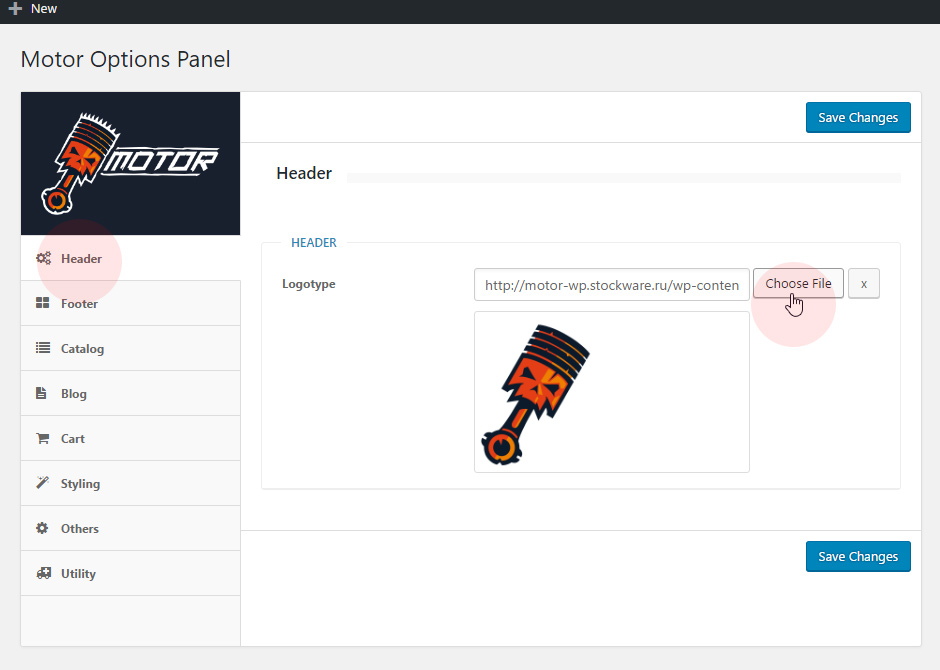 New
Motor Options Panel
MOTOR
Save Changes
Header
Header
HEADER
Logotype
http://motor-wp.stockware.ru/wp-conten
Choose File
x
Footer
Catalog
Blog
Cart
Styling
Others
Utility
Save Changes